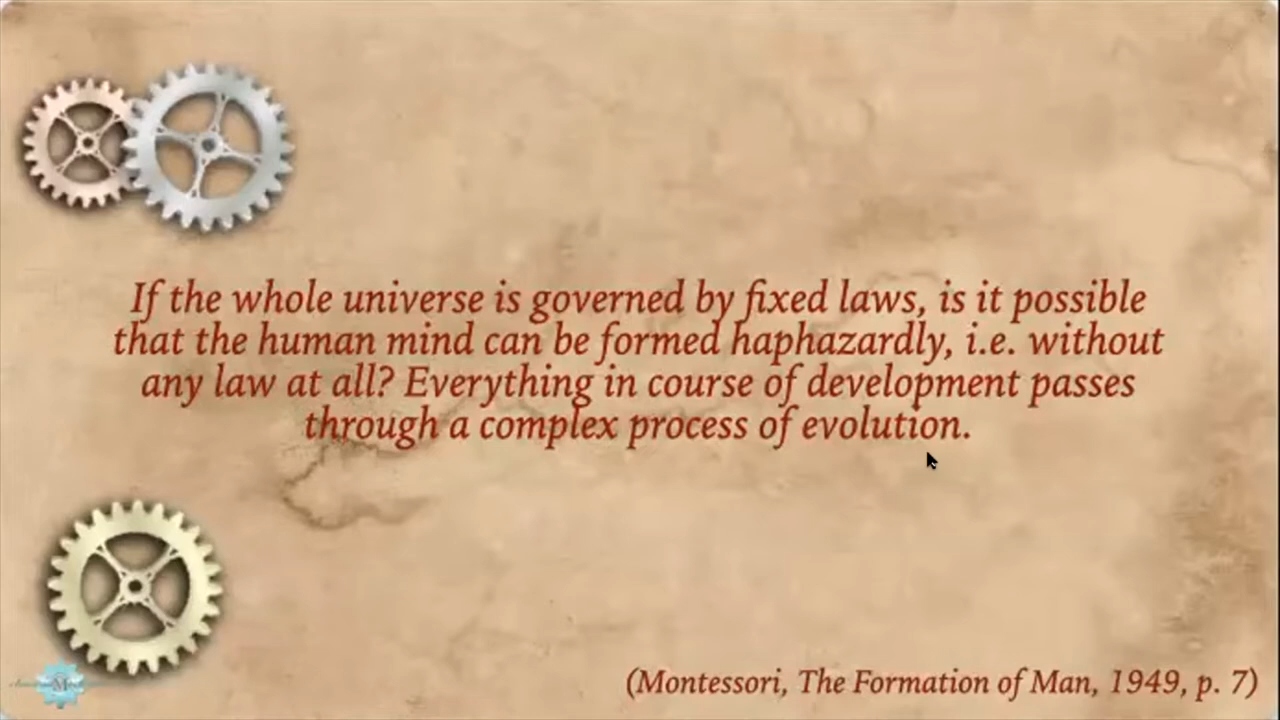 If the whole universe is governed by fixed laws, is it possible
that the human mind can be formed haphazardly, i.e. without
any law at all? Everything in course of development passes
through a complex process of evolution.
(Montessori, The Formation of Man, 1949, p. 7)